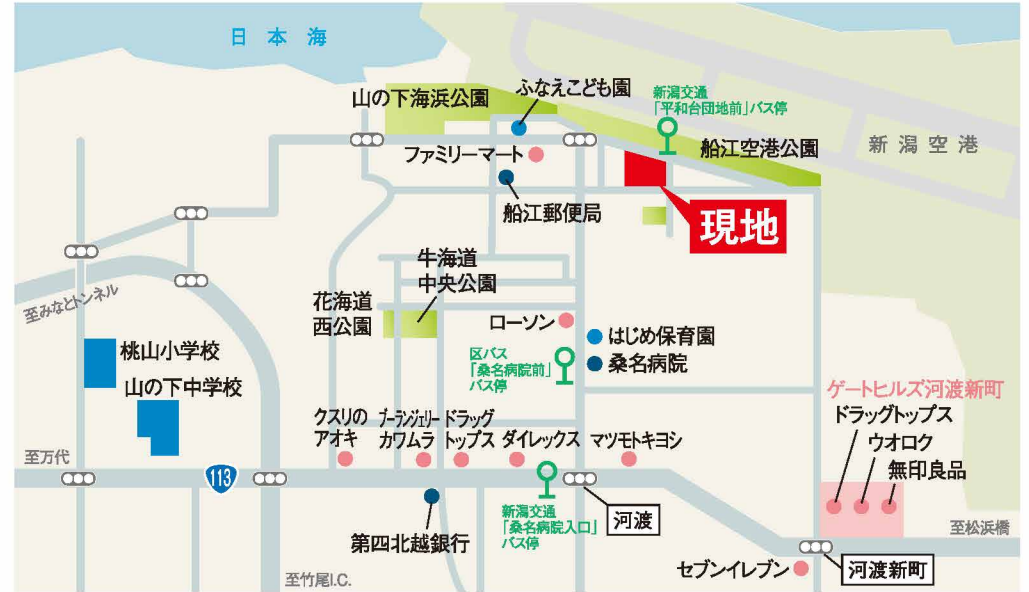 日本海
ふなえこども園
新潟交通
「平和台団地前」バス停
山の下海浜公園
船江空港公園
新潟空港
ファミリーマート
船江郵便局
現地
牛海道
中央公園
至みなとトンネル
花海道
西公園
ローソン
はじめ保育園
区バス
「桑名病院前」
バス停
桑名病院
桃山小学校
山の下中学校
ゲートヒルズ河渡新町
ドラッグトップス
ウオロク
無印良品
クスリの
アオキ
ブーランジェリー
カワムラ
ドラッグ
トップス
ダイレックス
マツモトキヨシ
至万代
113
新潟交通
「桑名病院入口」
バス停
河渡
至松浜橋
第四北越銀行
至竹尾I.C.
セブンイレブン
河渡新町